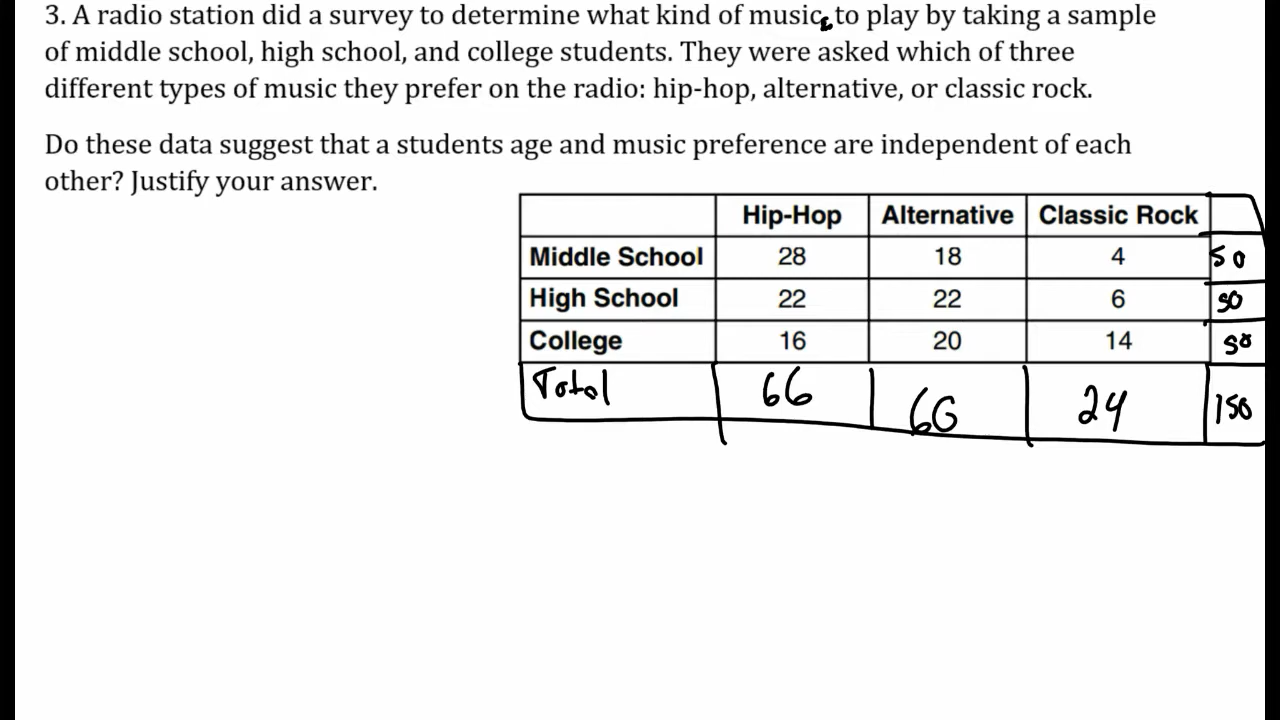 3. A radio station did a survey to determine what kind of music to play by taking a sample
of middle school, high school, and college students. They were asked which of three
different types of music they prefer on the radio: hip-hop, alternative, or classic rock.
Do these data suggest that a students age and music preference are independent of each
other? Justify your answer.
Hip-Hop Alternative Classic Rock
Middle School 28 18 4 50
High School 22 22 6 50
College 16 20 14 50
Total 66 60 24 150